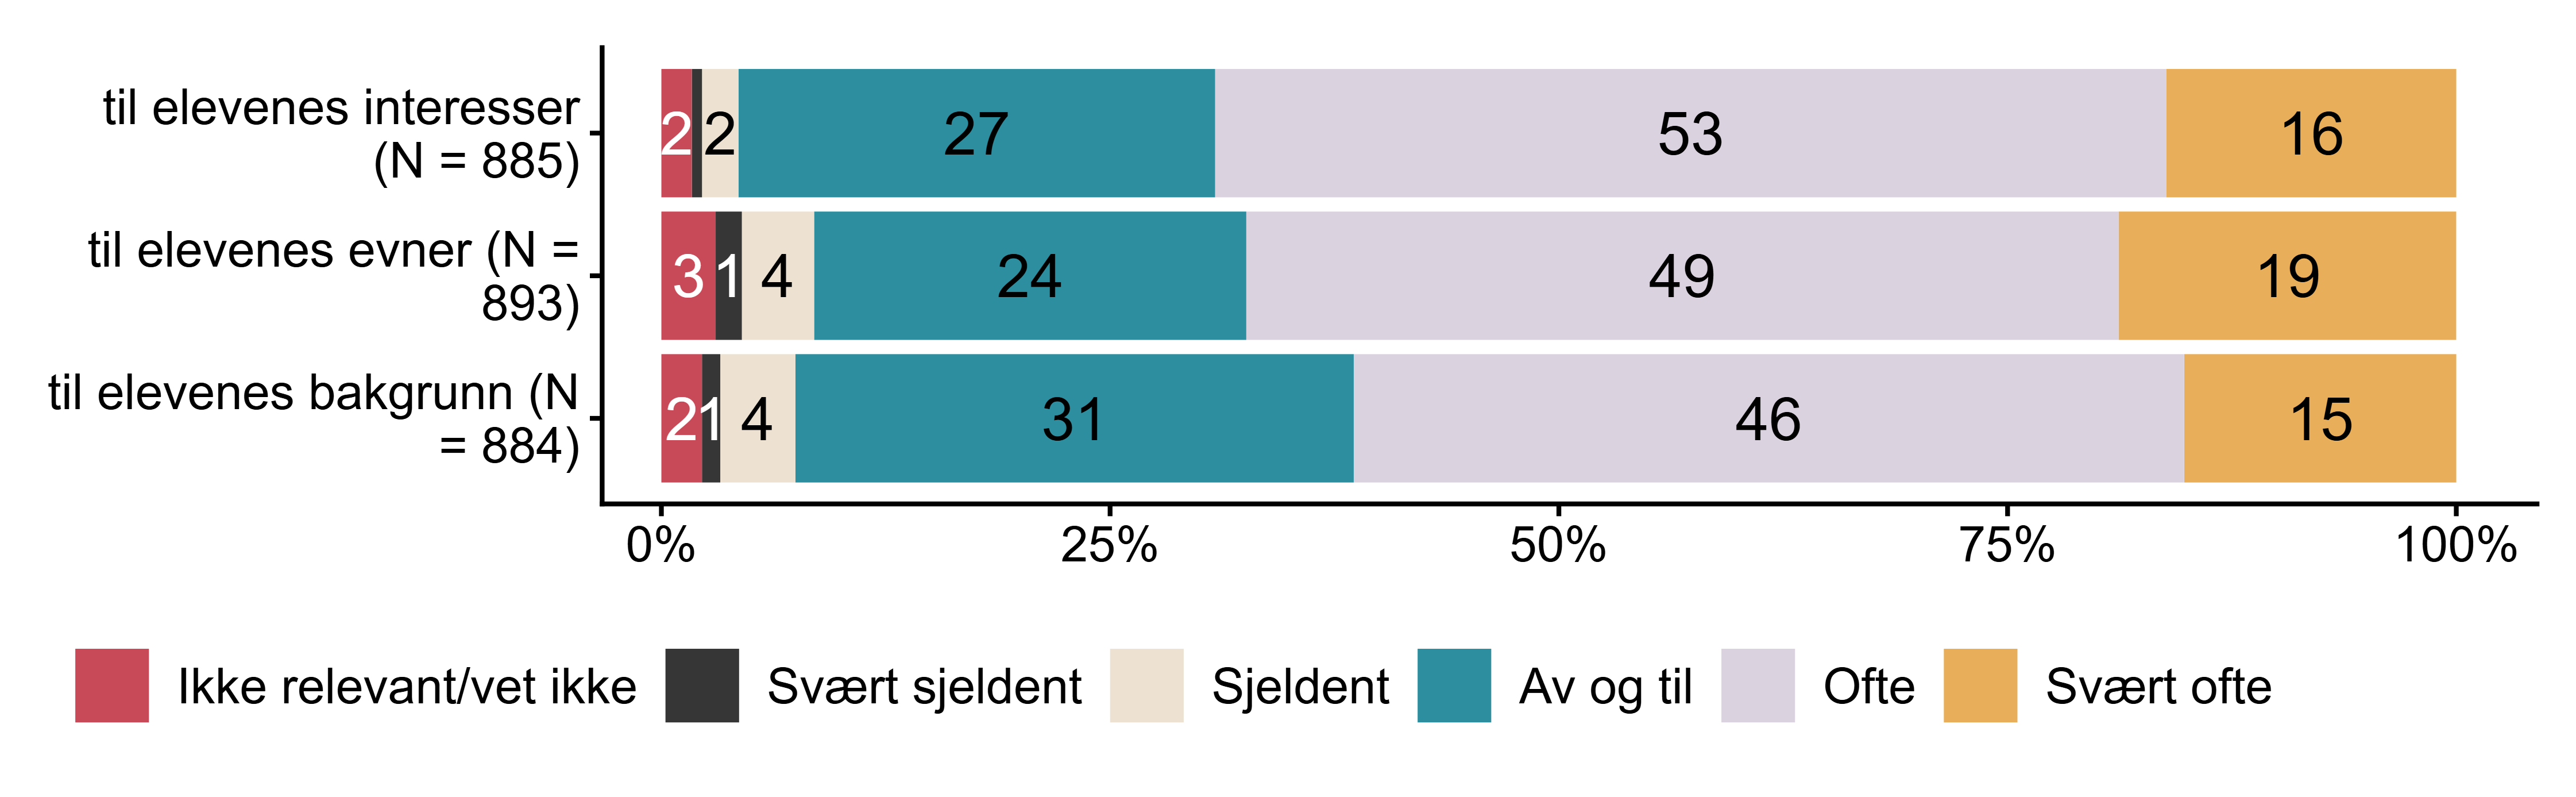 til elevenes interesser
(N = 885)
2 2 27 53 16
til elevenes evner (N =
893)
3 1 4 24 49 19
til elevenes bakgrunn (N
= 884)
2 1 4 31 46 15
0% 25% 50% 75% 100%
Ikke relevant/vet ikke Svært sjeldent Sjeldent Av og til Ofte Svært ofte